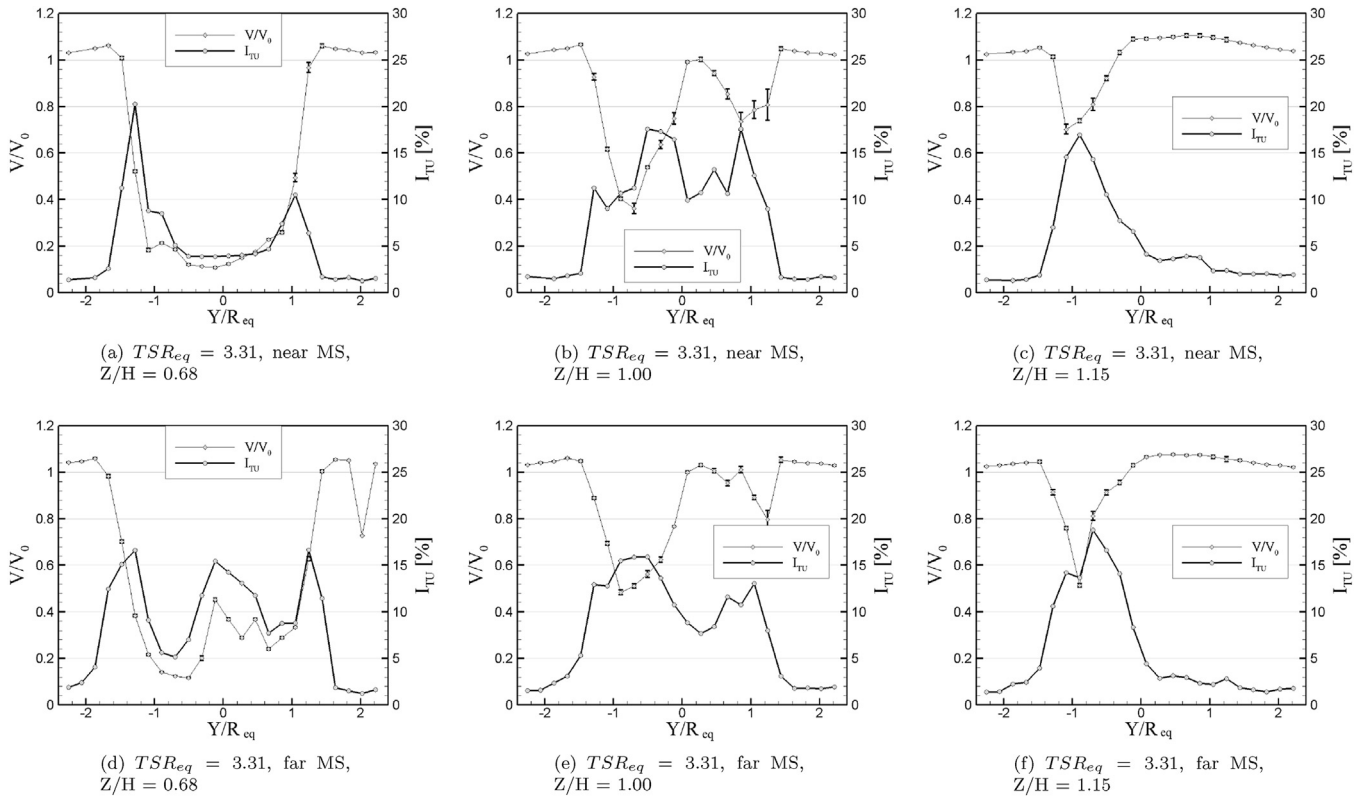 1.2
1
0.8
0.6
0.4
0.2
0
V/V0
30
25
20
15
10
5
0
ITU [%]
-2 -1 0 1 2
Y/R eq
V/V0
ITU
(a) TSReq = 3.31, near MS,
Z/H = 0.68
1.2
1
0.8
0.6
0.4
0.2
0
V/V0
30
25
20
15
10
5
0
ITU [%]
-2 -1 0 1 2
Y/R eq
V/V0
ITU
(b) TSReq = 3.31, near MS,
Z/H = 1.00
1.2
1
0.8
0.6
0.4
0.2
0
V/V0
30
25
20
15
10
5
0
ITU [%]
-2 -1 0 1 2
Y/R eq
V/V0
ITU
(c) TSReq = 3.31, near MS,
Z/H = 1.15
1.2
1
0.8
0.6
0.4
0.2
0
V/V0
30
25
20
15
10
5
0
ITU [%]
-2 -1 0 1 2
Y/R eq
V/V0
ITU
(d) TSReq = 3.31, far MS,
Z/H = 0.68
1.2
1
0.8
0.6
0.4
0.2
0
V/V0
30
25
20
15
10
5
0
ITU [%]
-2 -1 0 1 2
Y/R eq
V/V0
ITU
(e) TSReq = 3.31, far MS,
Z/H = 1.00
1.2
1
0.8
0.6
0.4
0.2
0
V/V0
30
25
20
15
10
5
0
ITU [%]
-2 -1 0 1 2
Y/R eq
V/V0
ITU
(f) TSReq = 3.31, far MS,
Z/H = 1.15